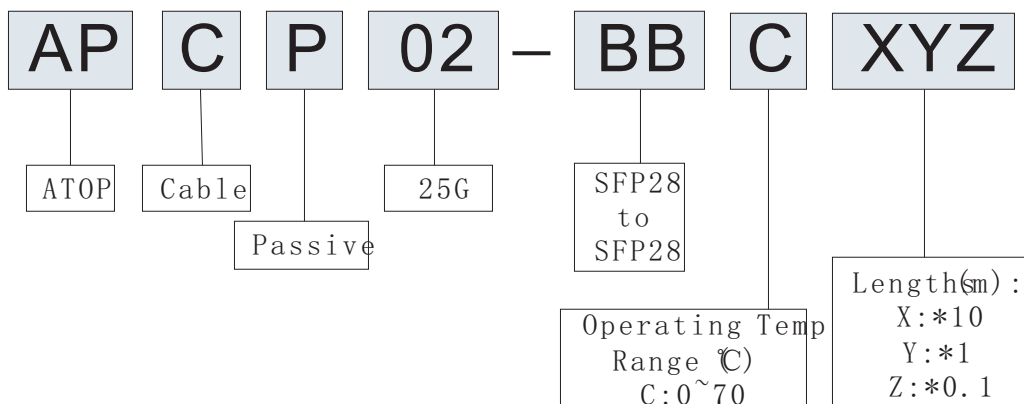 AP C P 02 – BB C XYZ
ATOP
Cable
Passive
25G
SFP28
to
SFP28
Operating Temp
Range (℃)
C:0~70
Length(sm):
X:*10
Y:*1
Z:*0.1